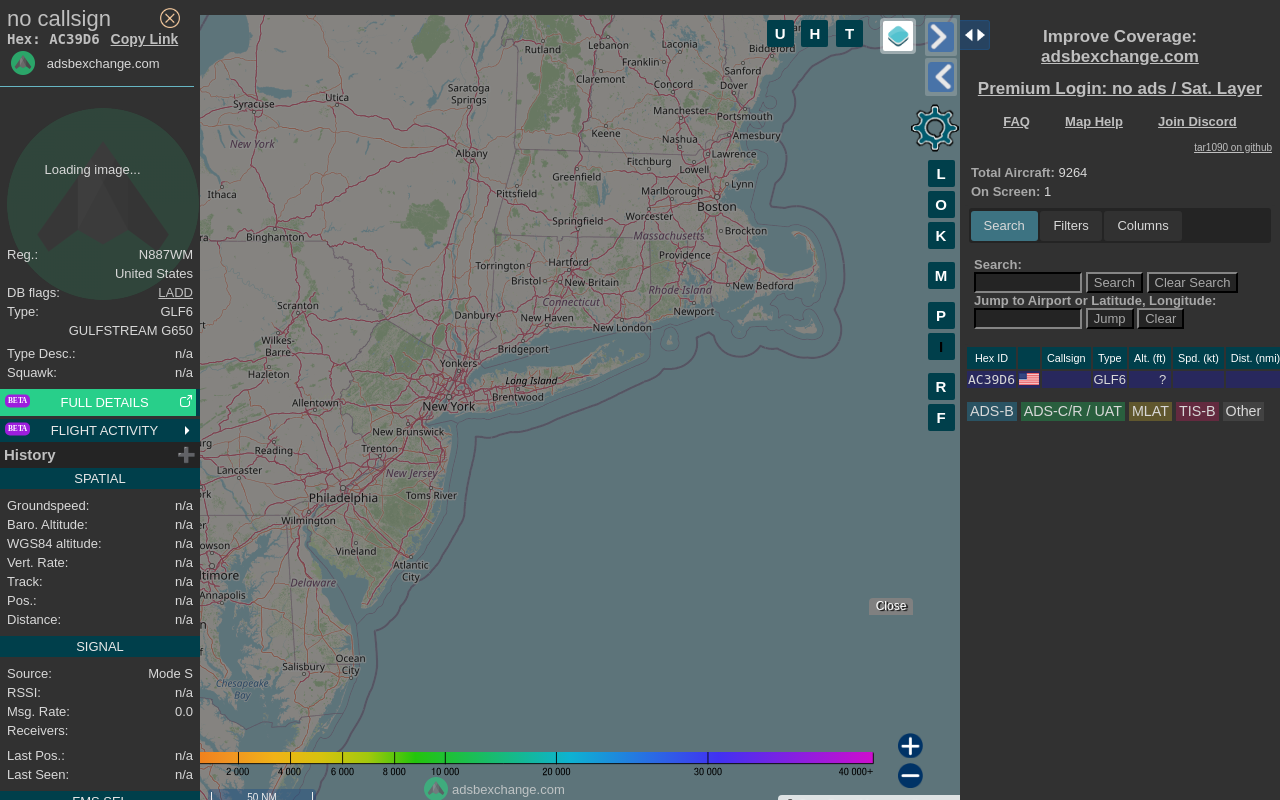 no callsign
Hex: AC39D6 Copy Link
adsbexchange.com
Loading image...
Reg.: N887WM
United States
DB flags: LADD
Type: GLF6
GULFSTREAM G650
Type Desc.: n/a
Squawk: n/a
BETA FULL DETAILS
BETA FLIGHT ACTIVITY
History
SPATIAL
Groundspeed: n/a
Baro. Altitude: n/a
WGS84 altitude: n/a
Vert. Rate: n/a
Track: n/a
Pos.: n/a
Distance: n/a
SIGNAL
Source: Mode S
RSSI: n/a
Msg. Rate: 0.0
Receivers:
Last Pos.: n/a
Last Seen: n/a
FMS SEL
U H T
L
O
K
M
P
I
R
F
Rutland
Lebanon
Laconia
Biddeford
Franklin
Sanford
Claremont
Concord
Dover
Utica
Saratoga
Springs
Syracuse
Manchester
Portsmouth
Keene
Nashua
Amesbury
New York
Albany
Fitchburg
Lawrence
Lowell
Greenfield
Ithaca
Pittsfield
Marlborough
Lynn
Boston
Worcester
Springfield
Brockton
Binghamton
Massachusetts
Providence
Torrington
Hartford
Bristol
New Britain
Rhode Island
New Bedford
Connecticut
Scranton
Danbury
New Haven
Newport
New London
Wilkes-
Barre
Bridgeport
Yonkers
Hazleton
Long Island
Brentwood
Allentown
New York
New Brunswick
Reading
Trenton
Lancaster
New Jersey
Philadelphia
Toms River
Wilmington
Vineland
Atlantic
City
Delaware
Annapolis
Ocean
City
Salisbury
Chesapeake
Bay
Close
2 000 4 000 6 000 8 000 10 000 20 000 30 000 40 000+
adsbexchange.com
50 NM
Improve Coverage:
adsbexchange.com
Premium Login: no ads / Sat. Layer
FAQ Map Help Join Discord
tar1090 on github
Total Aircraft: 9264
On Screen: 1
Search Filters Columns
Search:
Search Clear Search
Jump to Airport or Latitude, Longitude:
Jump Clear
Hex ID Callsign Type Alt. (ft) Spd. (kt) Dist. (nmi)
AC39D6 GLF6 ?
ADS-B ADS-C/R / UAT MLAT TIS-B Other